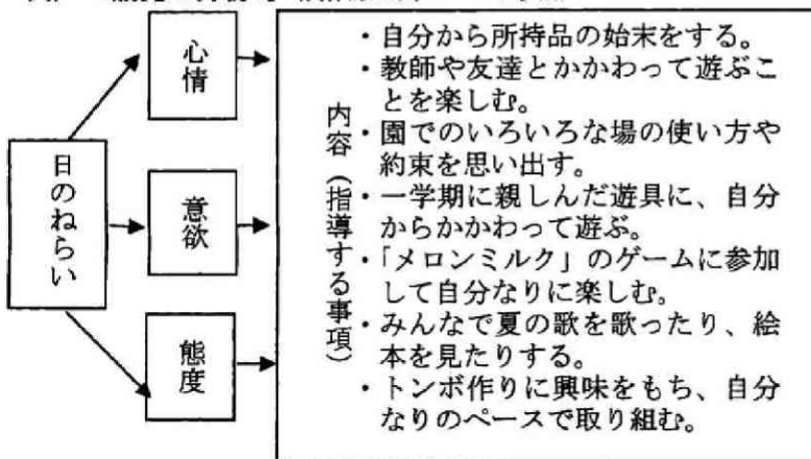 日のねらい
心情
意欲
態度
内容（指導する事項）
・自分から所持品の始末をする。
・教師や友達とかかわって遊ぶこ
とを楽しむ。
・園でのいろいろな場の使い方や
約束を思い出す。
・一学期に親しんだ遊具に、自分
からかかわって遊ぶ。
・「メロンミルク」のゲームに参加
して自分なりに楽しむ。
・みんなで夏の歌を歌ったり、絵
本を見たりする。
・トンボ作りに興味をもち、自分
なりのペースで取り組む。